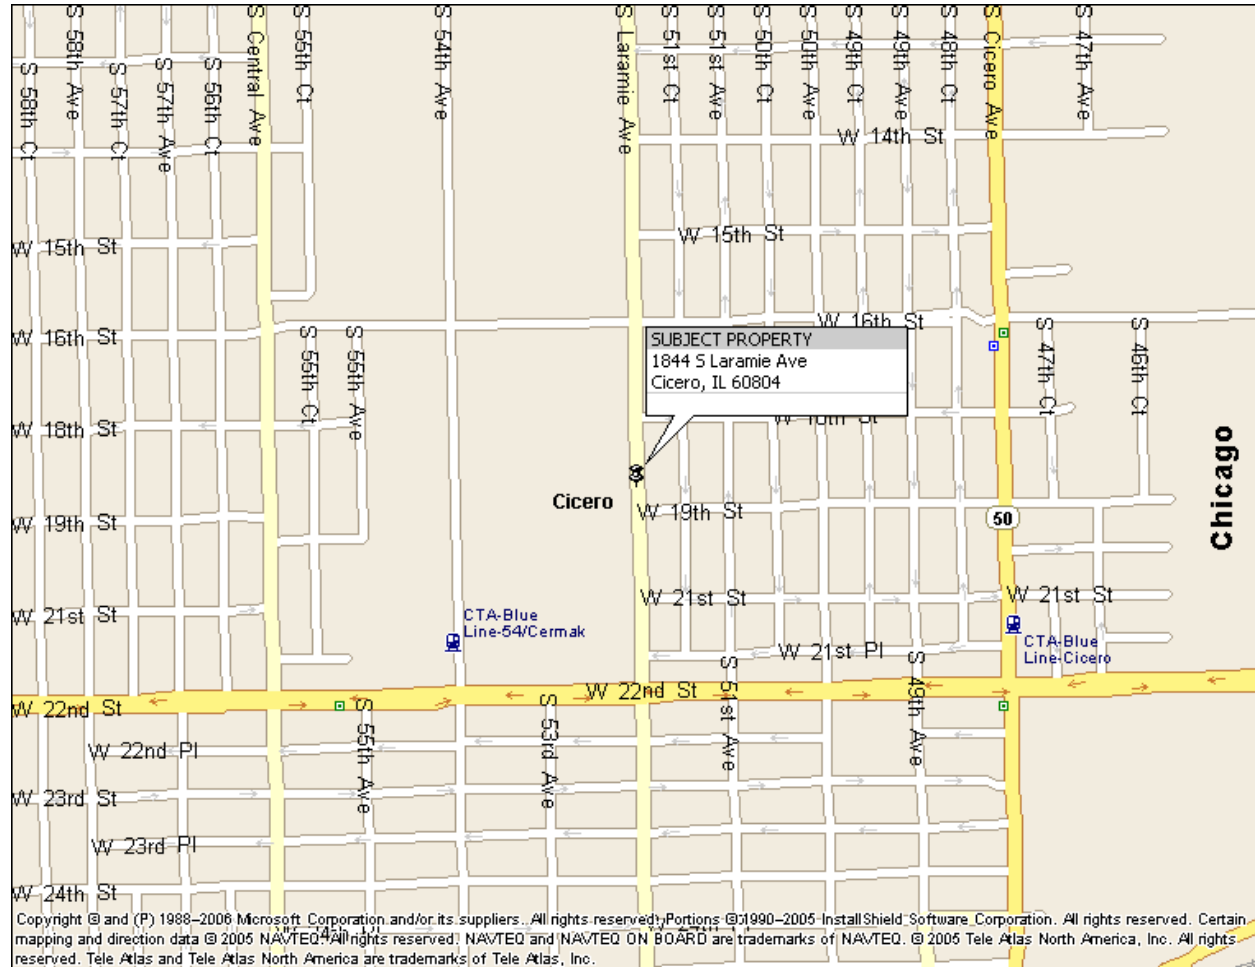 S 58th Ct
S 58th Ave
S 57th Ct
S 57th Ave
S 56th Ct
S Central Ave
S 55th Ct
S 54th Ave
S Laramie Ave
S 51st Ct
S 51st Ave
S 50th Ct
S 50th Ave
S 49th Ct
S 49th Ave
S 48th Ct
S Cicero Ave
S 47th Ave
W 14th St
W 15th St
W 15th St
W 16th St
W 16th St
SUBJECT PROPERTY
1844 S Laramie Ave
Cicero, IL 60804
S 55th Ct
S 55th Ave
S 47th Ct
S 46th Ct
W 18th St
W 18th St
Chicago
Cicero
W 19th St
W 19th St
50
W 21st St
W 21st St
W 21st St
CTA-Blue
Line-54/Cermak
CTA-Blue
Line-Cicero
W 21st Pl
W 22nd St
W 22nd St
S 55th Ave
S 53rd Ave
S 51st Ave
S 49th Ave
W 22nd Pl
W 23rd St
W 23rd Pl
W 24th St
Copyright © and (P) 1988–2006 Microsoft Corporation and/or its suppliers. All rights reserved. Portions © 1990–2005 InstallShield Software Corporation. All rights reserved. Certain
mapping and direction data © 2005 NAVTEQ. All rights reserved. NAVTEQ and NAVTEQ ON BOARD are trademarks of NAVTEQ. © 2005 Tele Atlas North America, Inc. All rights
reserved. Tele Atlas and Tele Atlas North America are trademarks of Tele Atlas, Inc.